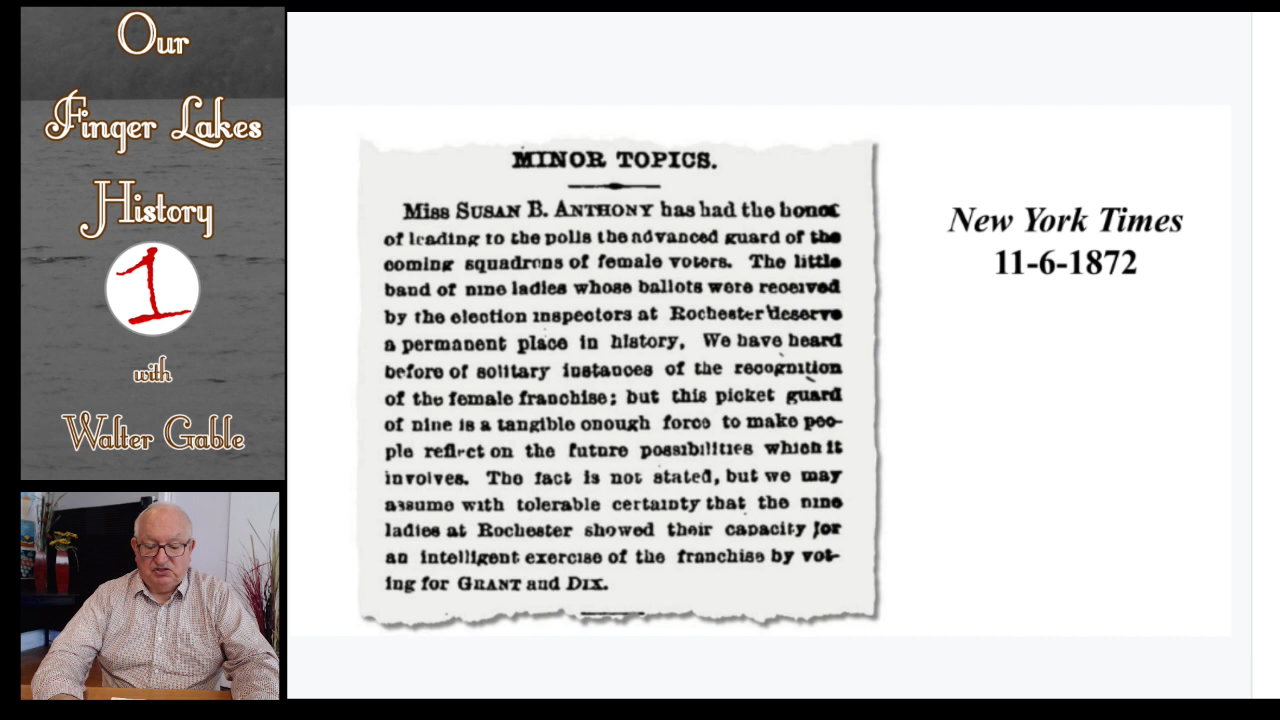 Our
Finger Lakes
History
1
with
Walter Gable
MINOR TOPICS.
Miss SUSAN B. ANTHONY has had the honor
of leading to the polls the advanced guard of the
coming squadrons of female voters. The little
band of nine ladies whose ballots were received
by the election inspectors at Rochester deserve
a permanent place in history. We have heard
before of solitary instances of the recognition
of the female franchise; but this picket guard
of nine is a tangible enough force to make peo-
ple reflect on the future possibilities which it
involves. The fact is not stated, but we may
assume with tolerable certainty that the nine
ladies at Rochester showed their capacity for
an intelligent exercise of the franchise by vot-
ing for GRANT and DIX.
New York Times
11-6-1872